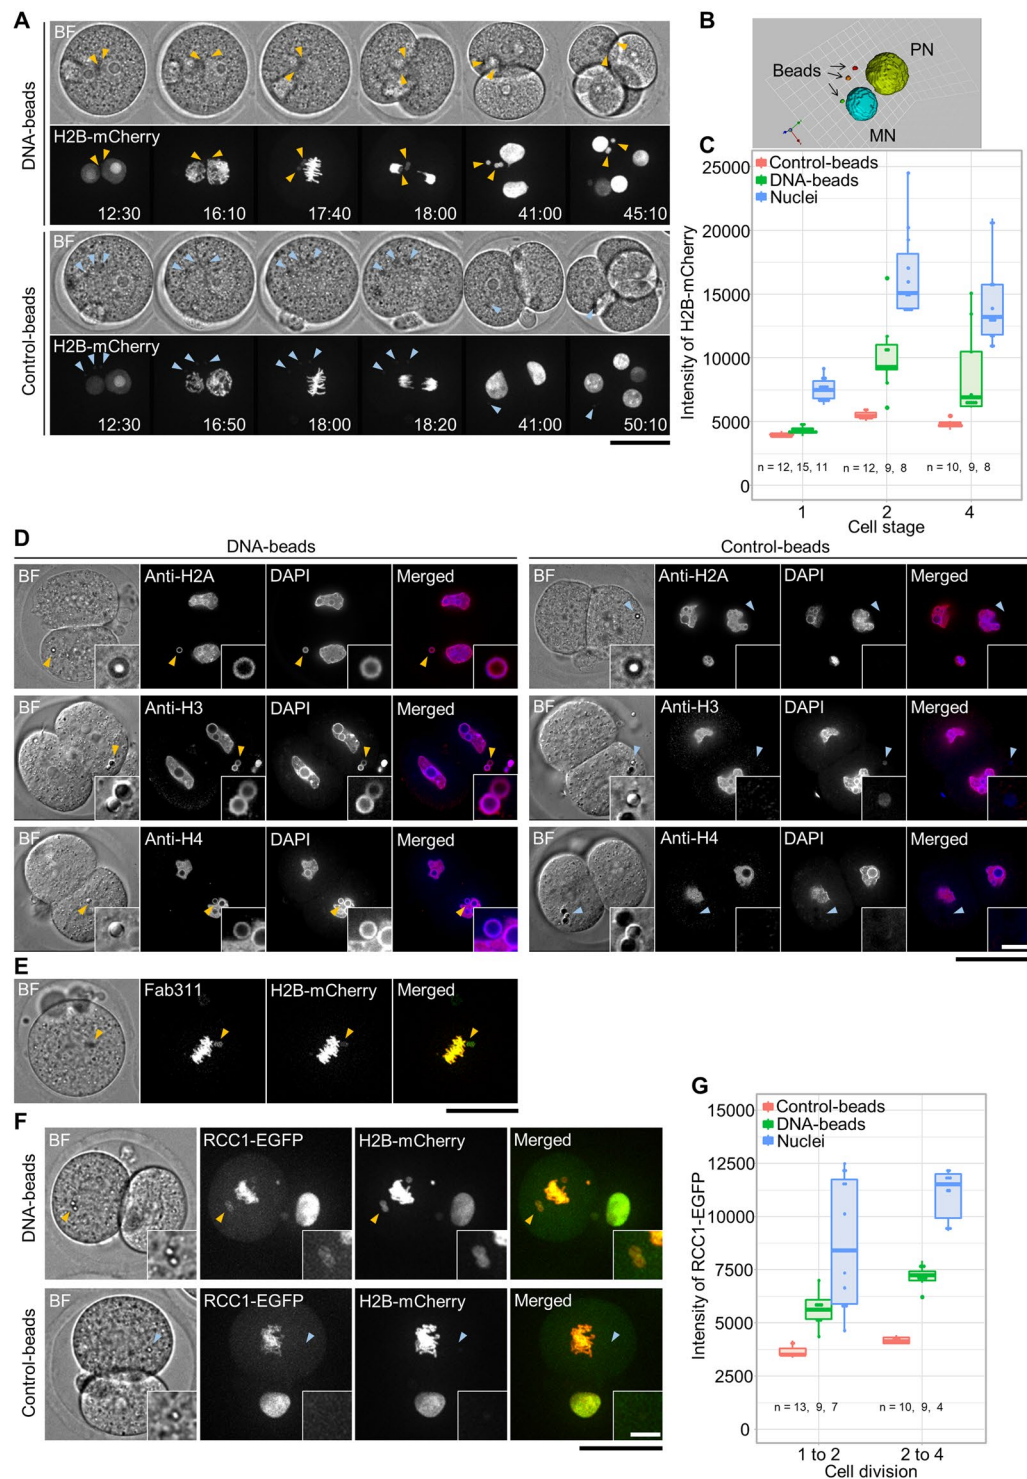 A
DNA-beads
BF
H2B-mCherry
12:30 16:10 17:40 18:00 41:00 45:10
Control-beads
BF
H2B-mCherry
12:30 16:50 18:00 18:20 41:00 50:10
B
PN
Beads
MN
C
Control-beads
DNA-beads
Nuclei
Intensity of H2B-mCherry
25000
20000
15000
10000
5000
0
n = 12, 15, 11 n = 12, 9, 8 n = 10, 9, 8
1 2 4
Cell stage
D
DNA-beads
BF Anti-H2A DAPI Merged
BF Anti-H3 DAPI Merged
BF Anti-H4 DAPI Merged
Control-beads
BF Anti-H2A DAPI Merged
BF Anti-H3 DAPI Merged
BF Anti-H4 DAPI Merged
E
BF Fab311 H2B-mCherry Merged
F
DNA-beads
BF RCC1-EGFP H2B-mCherry Merged
Control-beads
BF RCC1-EGFP H2B-mCherry Merged
G
Control-beads
DNA-beads
Nuclei
Intensity of RCC1-EGFP
15000
12500
10000
7500
5000
2500
0
n = 13, 9, 7 n = 10, 9, 4
1 to 2 2 to 4
Cell division